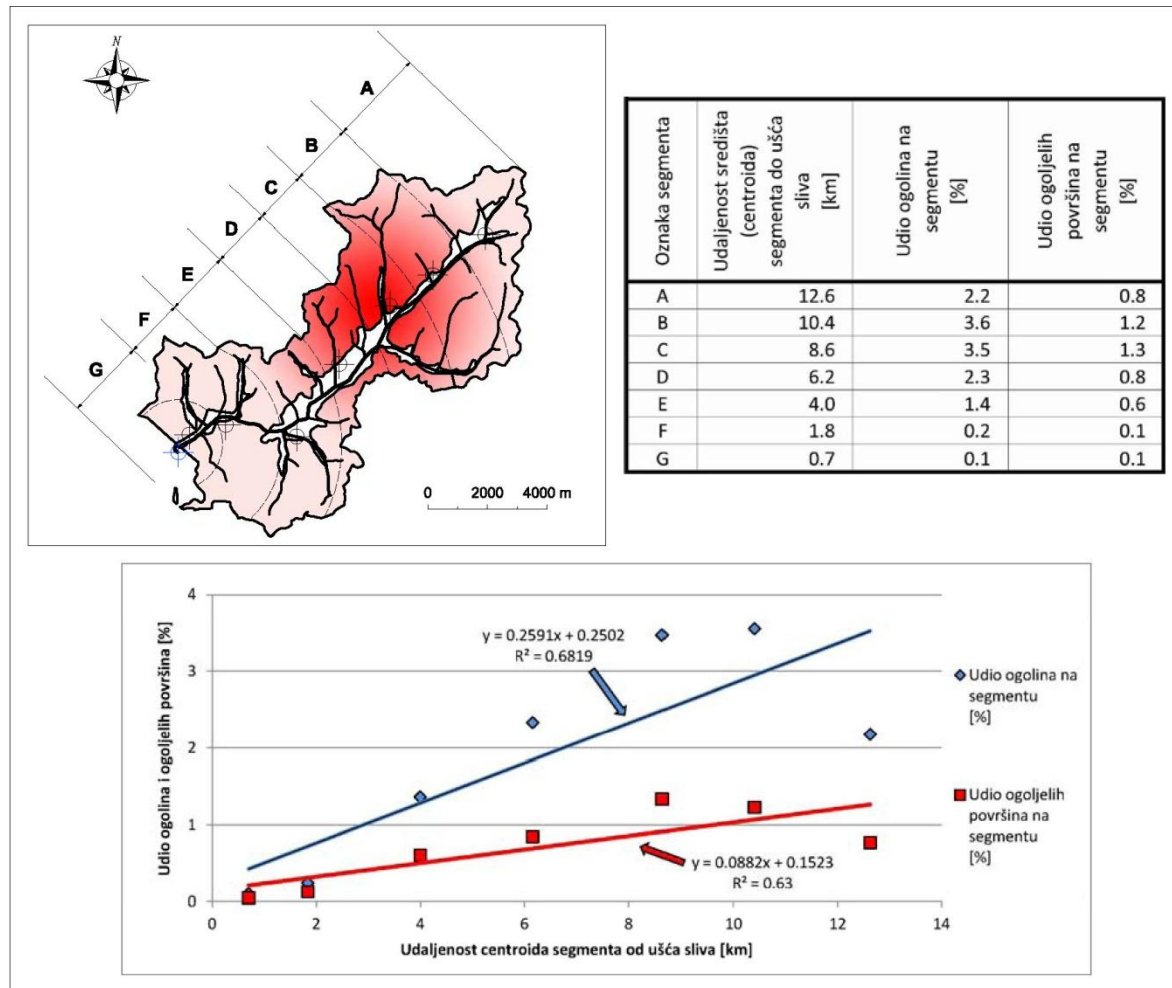 N
A
B
C
D
E
F
G
0 2000 4000 m
Oznaka segmenta
Udaljenost središta
(centroida)
segmenta do ušća
sliva
[km]
Udio ogolina na
segmentu
[%]
Udio ogoljelih
površina na
segmentu
[%]
A 12.6 2.2 0.8
B 10.4 3.6 1.2
C 8.6 3.5 1.3
D 6.2 2.3 0.8
E 4.0 1.4 0.6
F 1.8 0.2 0.1
G 0.7 0.1 0.1
Udio ogolina i ogoljelih površina [%]
4
3
2
1
0
y = 0.2591x + 0.2502
R² = 0.6819
y = 0.0882x + 0.1523
R² = 0.63
0 2 4 6 8 10 12 14
Udaljenost centroida segmenta od ušća sliva [km]
Udio ogolina na
segmentu
[%]
Udio ogoljelih
površina na
segmentu
[%]